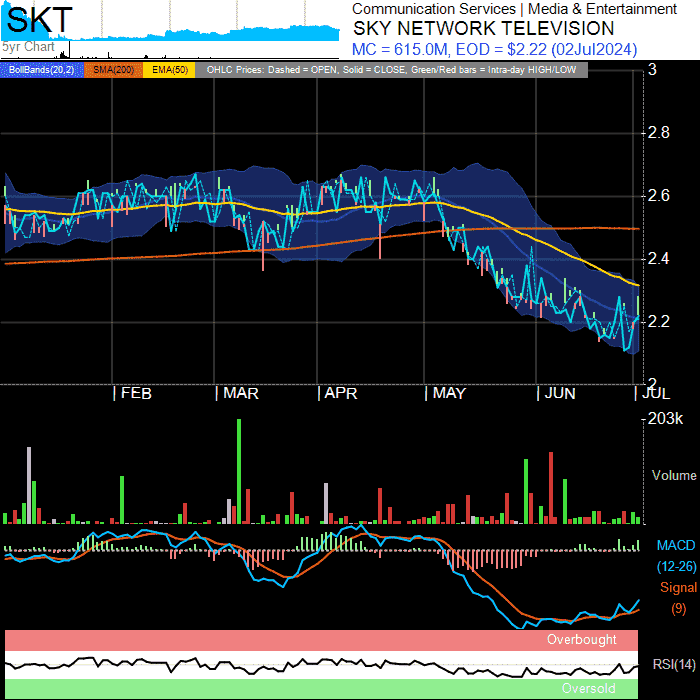 SKT
5yr Chart
Communication Services | Media & Entertainment
SKY NETWORK TELEVISION
MC = 615.0M, EOD = $2.22 (02Jul2024)
BollBands(20,2) SMA(200) EMA(50) OHLC Prices: Dashed = OPEN, Solid = CLOSE, Green/Red bars = Intra-day HIGH/LOW
3
2.8
2.6
2.4
2.2
2
FEB MAR APR MAY JUN JUL
203k
Volume
MACD
(12-26)
Signal
(9)
Overbought
RSI(14)
Oversold